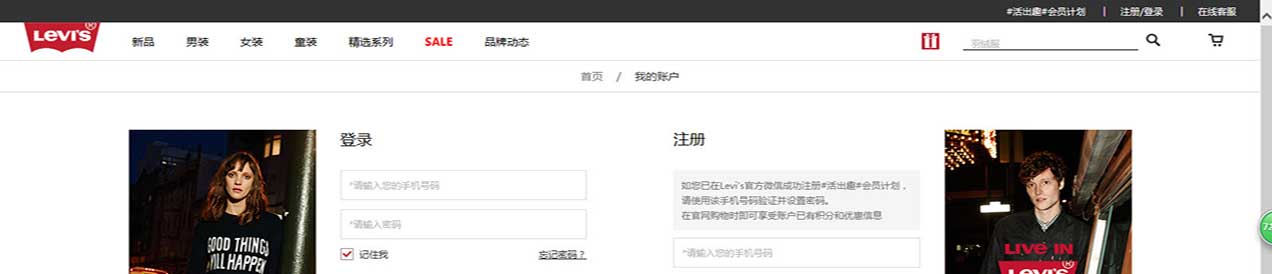 #活出趣#会员计划 | 注册/登录 | 在线客服
LEVI'S ®
新品 男装 女装 童装 精选系列 SALE 品牌动态
羽绒服
首页 / 我的账户
登录
*请输入您的手机号码
*请输入密码
记住我 忘记密码？
注册
如您已在Levi's官方微信成功注册#活出趣#会员计划，
请使用该手机号码验证并设置密码。
在官网购物时即可享受账户已有积分和优惠信息
*请输入您的手机号码
GOOD THINGS
WILL HAPPEN
LIVE IN
LEVI'S